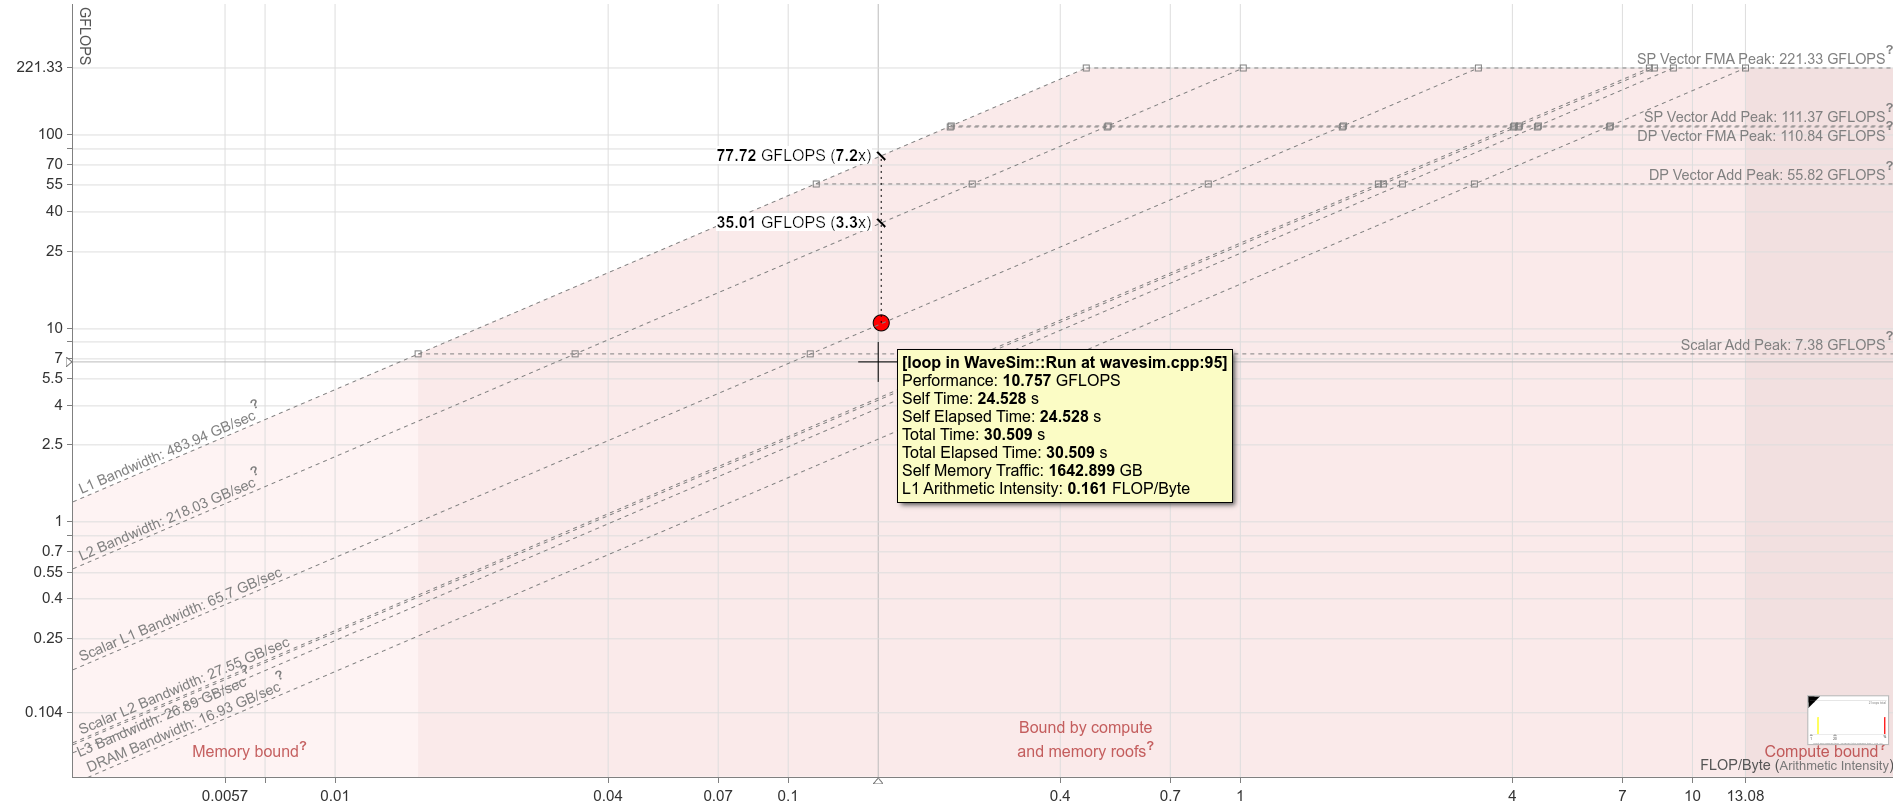 GFLOPS
221.33
100
70
55
40
25
10
7
5.5
4
2.5
1
0.7
0.55
0.4
0.25
0.104
SP Vector FMA Peak: 221.33 GFLOPS?
SP Vector Add Peak: 111.37 GFLOPS?
DP Vector FMA Peak: 110.84 GFLOPS?
DP Vector Add Peak: 55.82 GFLOPS?
Scalar Add Peak: 7.38 GFLOPS?
77.72 GFLOPS (7.2x)
35.01 GFLOPS (3.3x)
[loop in WaveSim::Run at wavesim.cpp:95]
Performance: 10.757 GFLOPS
Self Time: 24.528 s
Self Elapsed Time: 24.528 s
Total Time: 30.509 s
Total Elapsed Time: 30.509 s
Self Memory Traffic: 1642.899 GB
L1 Arithmetic Intensity: 0.161 FLOP/Byte
L1 Bandwidth: 483.94 GB/sec?
L2 Bandwidth: 218.03 GB/sec?
Scalar L1 Bandwidth: 65.7 GB/sec
Scalar L2 Bandwidth: 27.55 GB/sec
L3 Bandwidth: 26.89 GB/sec?
DRAM Bandwidth: 16.93 GB/sec?
Memory bound?
Bound by compute
and memory roofs?
Compute bound?
FLOP/Byte (Arithmetic Intensity)
0.0057
0.01
0.04
0.07
0.1
0.4
0.7
1
4
7
10
13.08